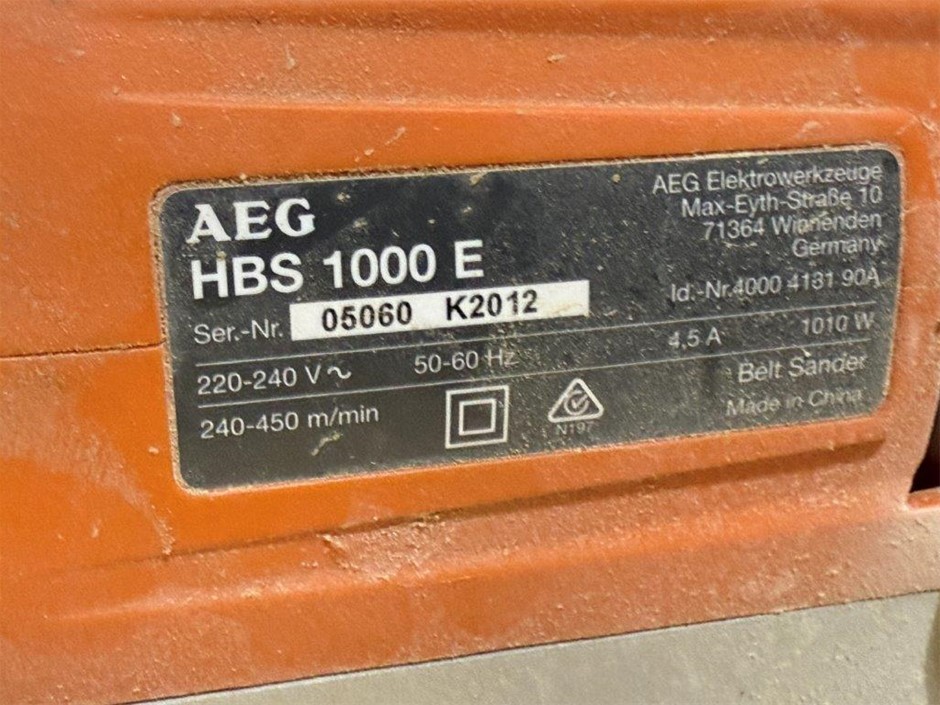 AEG
HBS 1000 E
Ser.-Nr. 05060 K2012
AEG Elektrowerkzeuge
Max-Eyth-Straße 10
71364 Winnenden
Germany
Id.-Nr.4000 4131 90A
220-240 V ~ 50-60 Hz 4,5 A 1010 W
240-450 m/min
N197
Belt Sander
Made in China